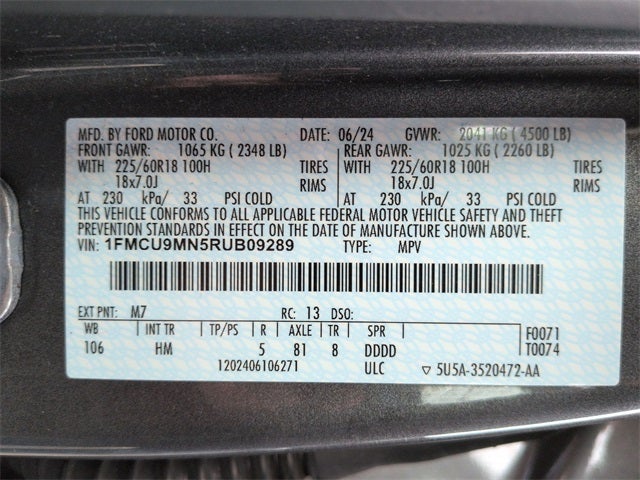 MFD. BY FORD MOTOR CO. DATE: 06/24 GVWR: 2041 KG ( 4500 LB)
FRONT GAWR: 1065 KG ( 2348 LB) REAR GAWR: 1025 KG ( 2260 LB)
WITH 225/60R18 100H TIRES WITH 225/60R18 100H TIRES
18x7.0J RIMS 18x7.0J RIMS
AT 230 kPa/ 33 PSI COLD AT 230 kPa/ 33 PSI COLD
THIS VEHICLE CONFORMS TO ALL APPLICABLE FEDERAL MOTOR VEHICLE SAFETY AND THEFT
PREVENTION STANDARDS IN EFFECT ON THE DATE OF MANUFACTURE SHOWN ABOVE.
VIN: 1FMCU9MN5RUB09289 TYPE: MPV
EXT PNT: M7 RC: 13 DSO:
WB INT TR TP/PS R AXLE TR SPR F0071
106 HM 5 81 8 DDDD T0074
1202406106271 ULC ▽ 5U5A-3520472-AA